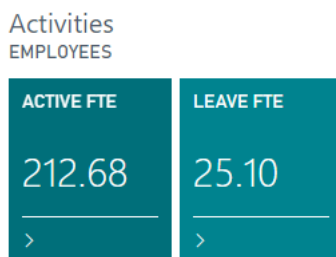 Activities
EMPLOYEES
ACTIVE FTE
LEAVE FTE
212.68
25.10